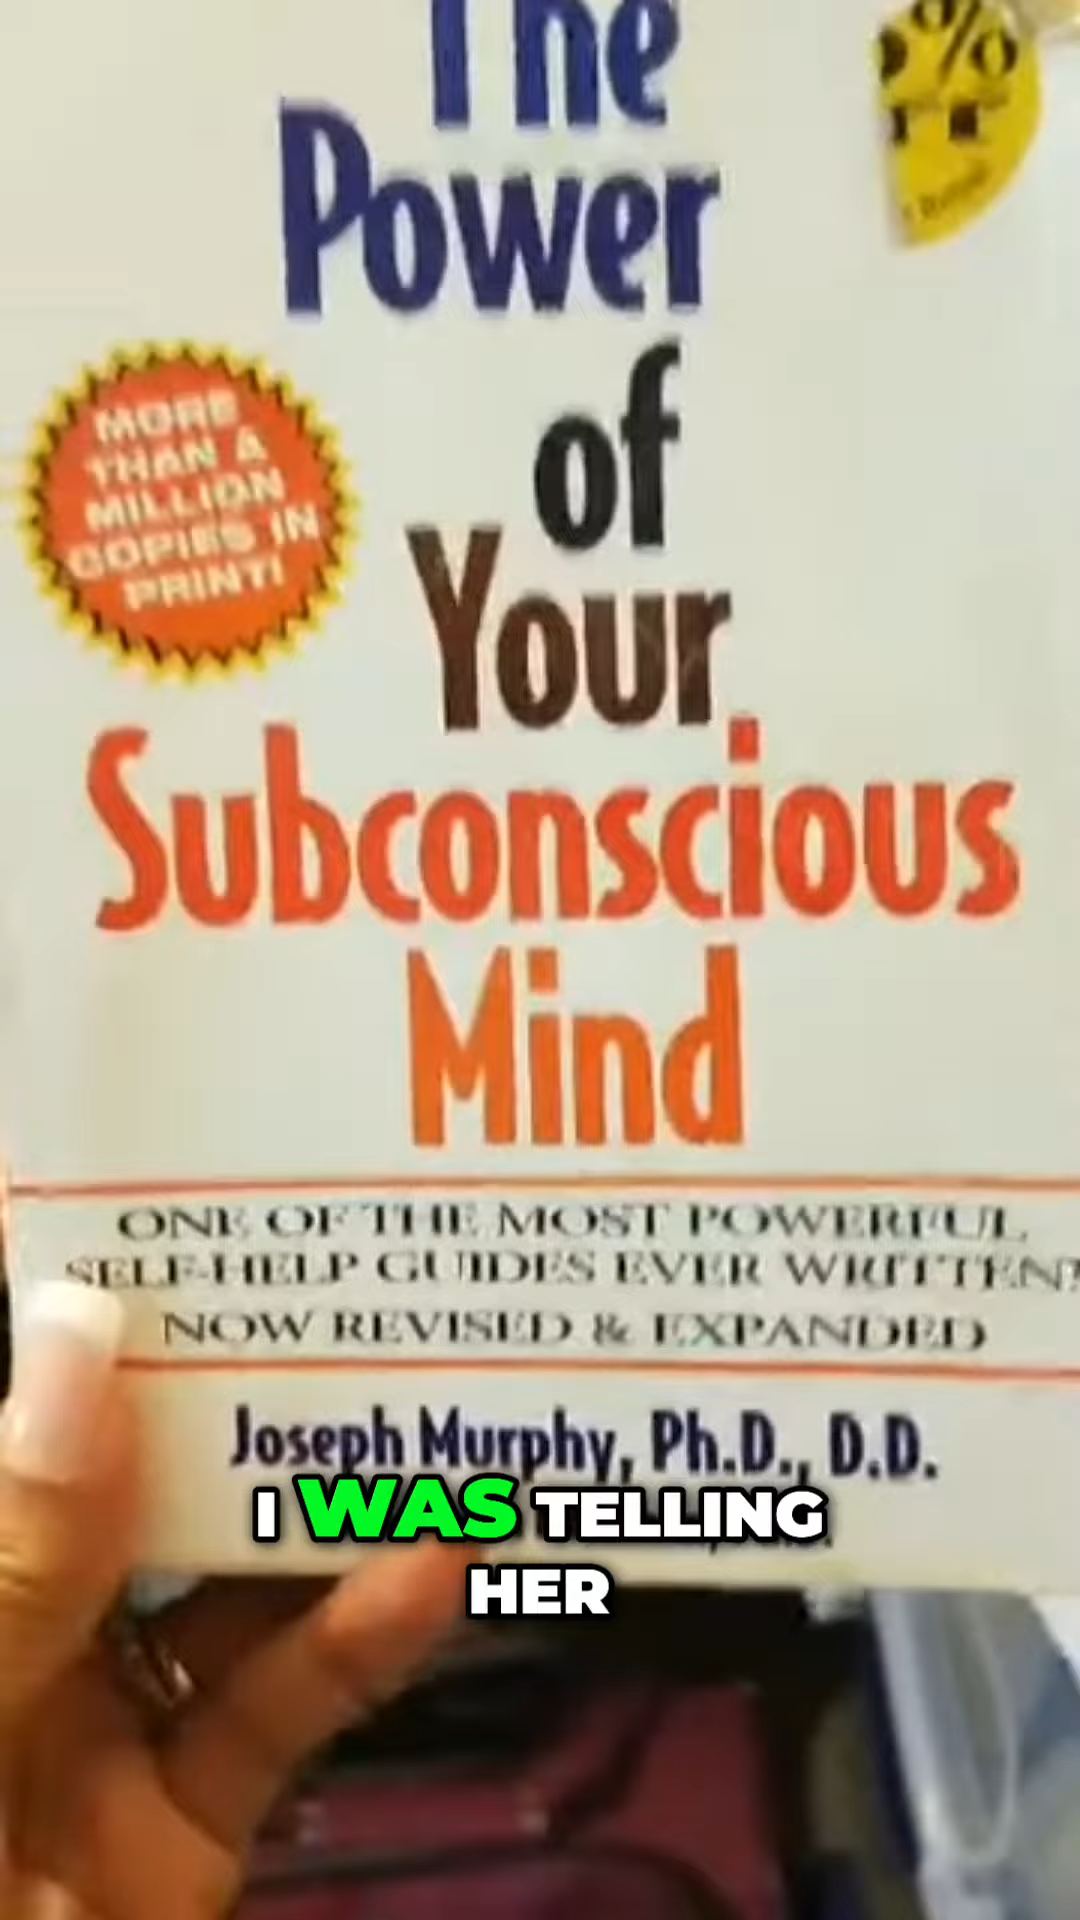 The
Power
of
Your
Subconscious
Mind
MORE
THAN A
MILLION
COPIES IN
PRINT!
ONE OF THE MOST POWERFUL
SELF-HELP GUIDES EVER WRITTEN!
NOW REVISED & EXPANDED
Joseph Murphy, Ph.D., D.D.
I WAS TELLING
HER